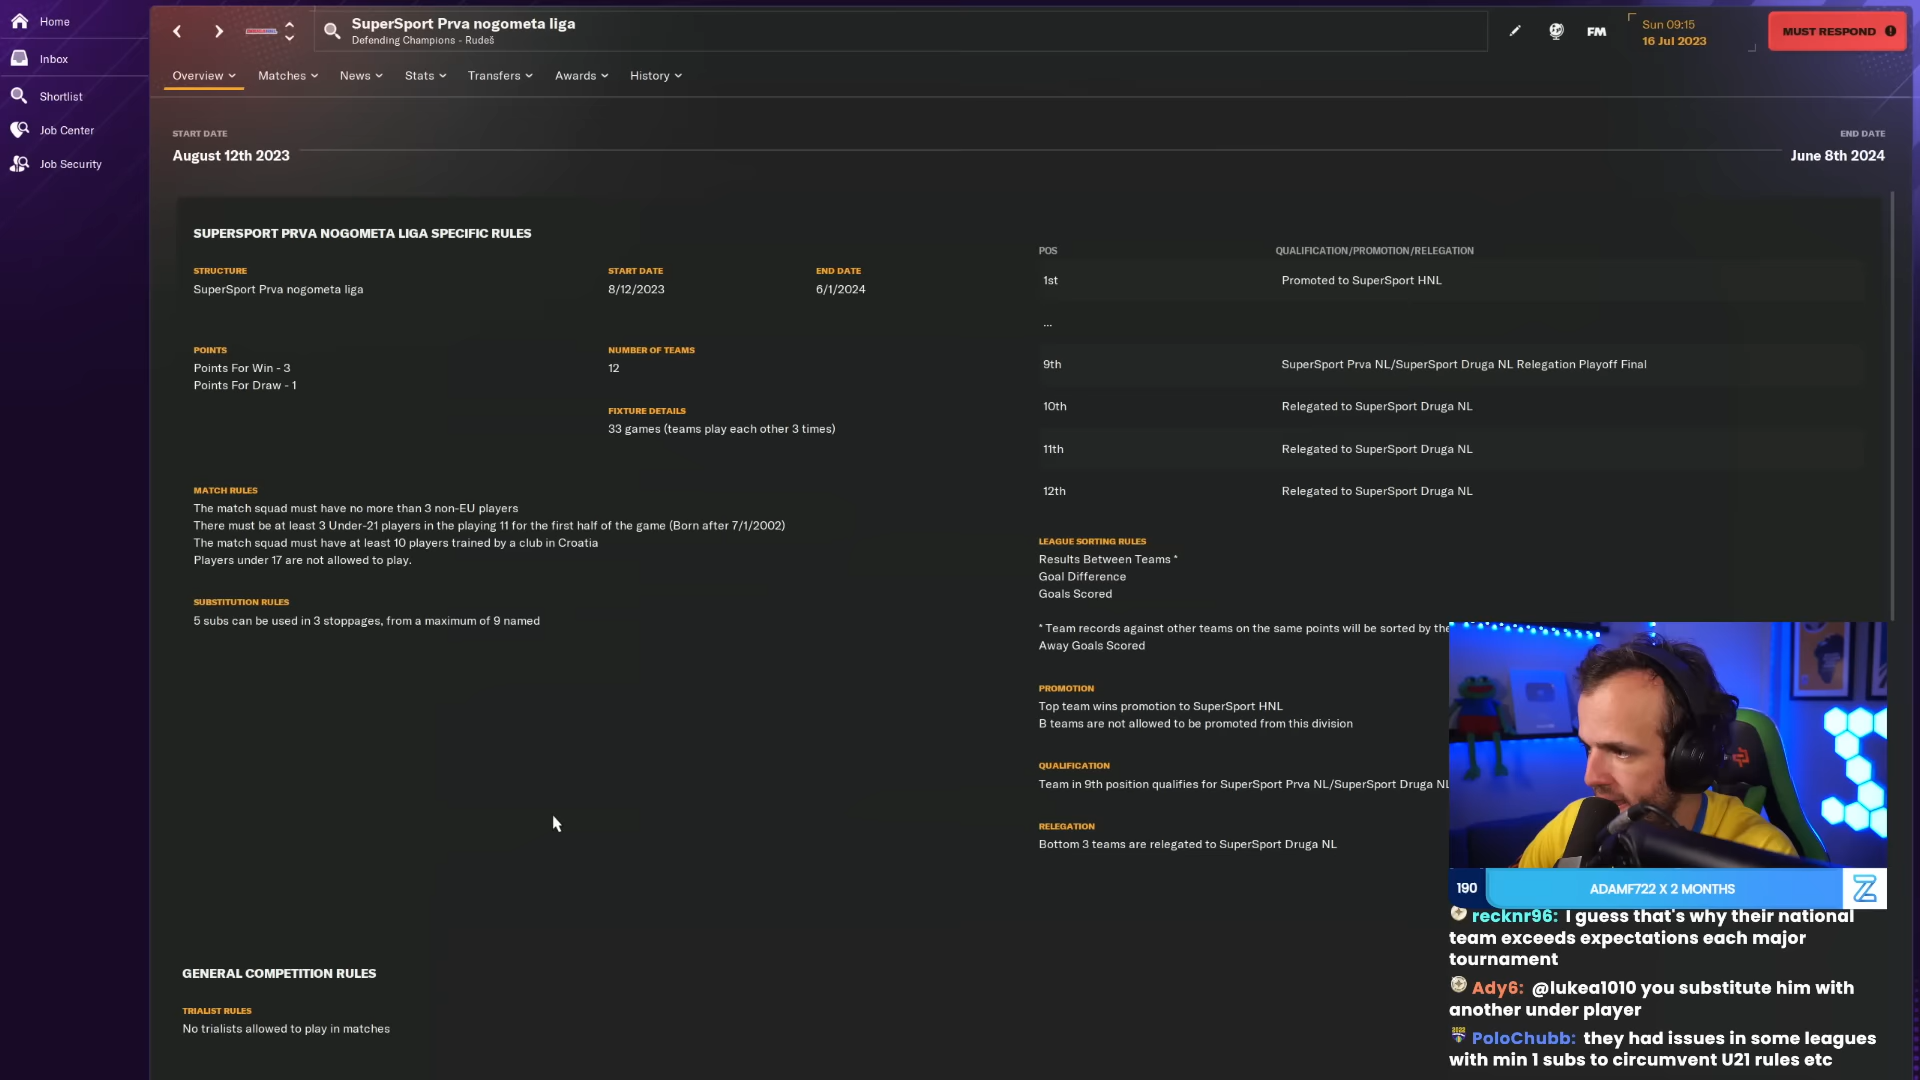 Home
Inbox
Shortlist
Job Center
Job Security
SuperSport Prva nogometa liga
Defending Champions - Rudeš
FM
Sun 09:15
16 Jul 2023
MUST RESPOND
Overview
Matches
News
Stats
Transfers
Awards
History
START DATE
August 12th 2023
END DATE
June 8th 2024
SUPERSPORT PRVA NOGOMETA LIGA SPECIFIC RULES
STRUCTURE
SuperSport Prva nogometa liga
START DATE
8/12/2023
END DATE
6/1/2024
POINTS
Points For Win - 3
Points For Draw - 1
NUMBER OF TEAMS
12
FIXTURE DETAILS
33 games (teams play each other 3 times)
MATCH RULES
The match squad must have no more than 3 non-EU players
There must be at least 3 Under-21 players in the playing 11 for the first half of the game (Born after 7/1/2002)
The match squad must have at least 10 players trained by a club in Croatia
Players under 17 are not allowed to play.
SUBSTITUTION RULES
5 subs can be used in 3 stoppages, from a maximum of 9 named
GENERAL COMPETITION RULES
TRIALIST RULES
No trialists allowed to play in matches
POS QUALIFICATION/PROMOTION/RELEGATION
1st Promoted to SuperSport HNL
...
9th SuperSport Prva NL/SuperSport Druga NL Relegation Playoff Final
10th Relegated to SuperSport Druga NL
11th Relegated to SuperSport Druga NL
12th Relegated to SuperSport Druga NL
LEAGUE SORTING RULES
Results Between Teams *
Goal Difference
Goals Scored
* Team records against other teams on the same points will be sorted by the
Away Goals Scored
PROMOTION
Top team wins promotion to SuperSport HNL
B teams are not allowed to be promoted from this division
QUALIFICATION
Team in 9th position qualifies for SuperSport Prva NL/SuperSport Druga NL
RELEGATION
Bottom 3 teams are relegated to SuperSport Druga NL
190 ADAMF722 X 2 MONTHS
recknr96: I guess that's why their national
team exceeds expectations each major
tournament
Ady6: @lukea1010 you substitute him with
another under player
PoloChubb: they had issues in some leagues
with min 1 subs to circumvent U21 rules etc